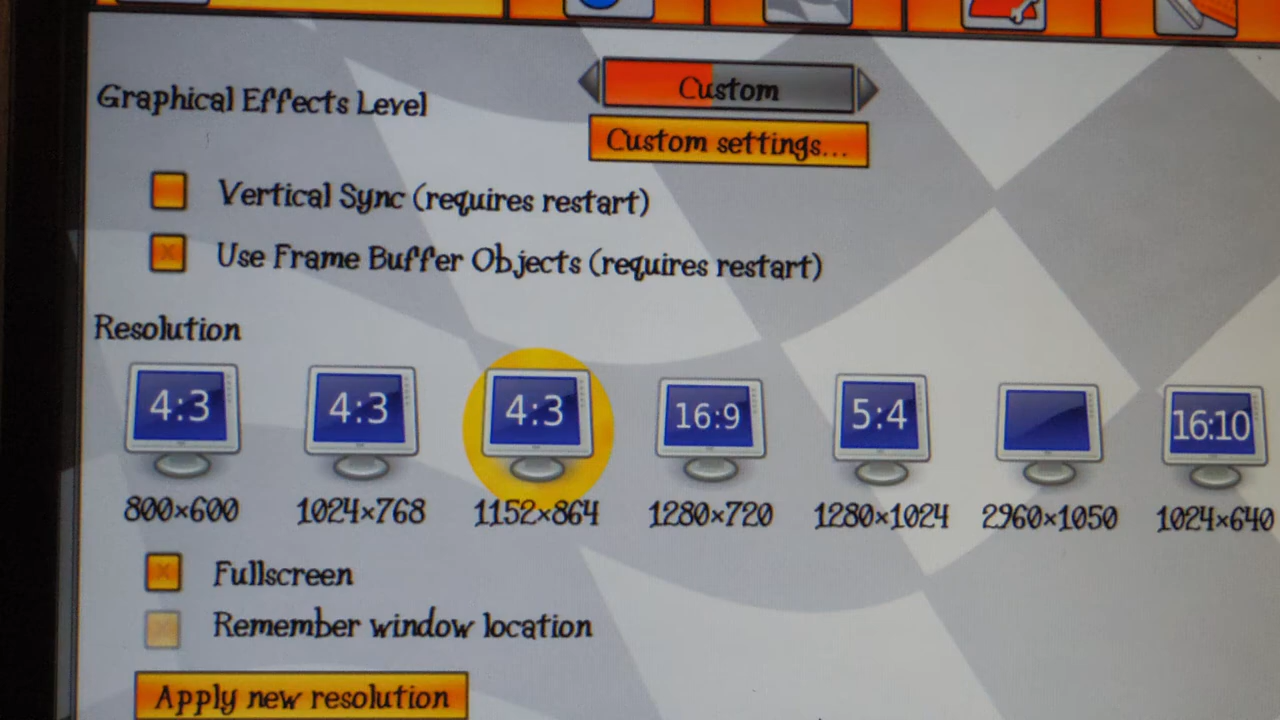 Graphical Effects Level
Custom
Custom settings...
Vertical Sync (requires restart)
Use Frame Buffer Objects (requires restart)
Resolution
4:3 4:3 4:3 16:9 5:4 16:10
800×600 1024×768 1152×864 1280×720 1280×1024 2960×1050 1024×640
Fullscreen
Remember window location
Apply new resolution